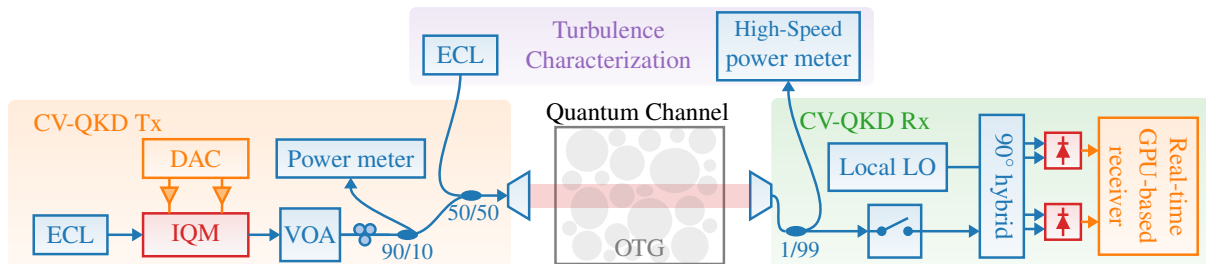 Turbulence
Characterization
ECL
High-Speed
power meter
CV-QKD Tx
DAC
Power meter
ECL
IQM
VOA
90/10
50/50
Quantum Channel
OTG
CV-QKD Rx
Local LO
1/99
90° hybrid
Real-time
GPU-based
receiver